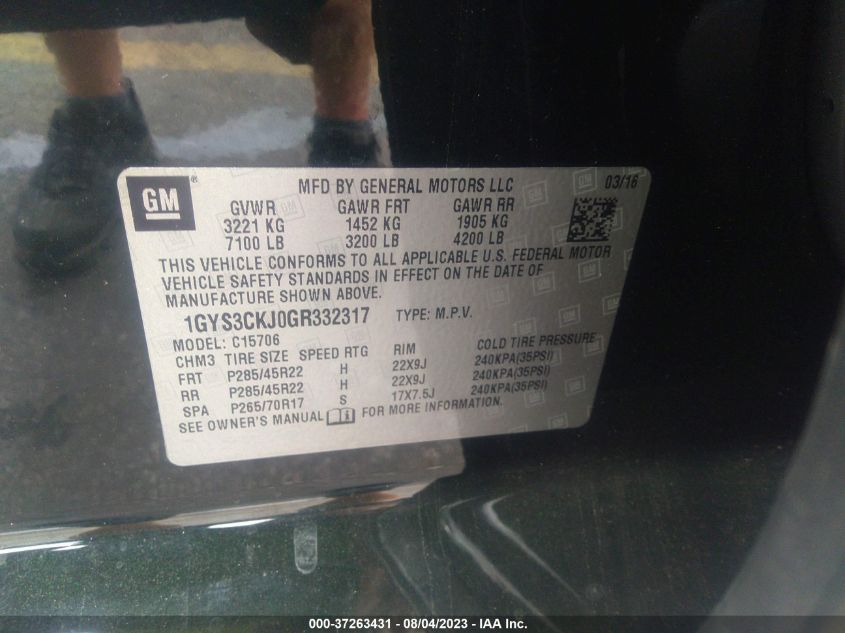 GM ®
MFD BY GENERAL MOTORS LLC 03/16
GVWR GAWR FRT GAWR RR
3221 KG 1452 KG 1905 KG
7100 LB 3200 LB 4200 LB
THIS VEHICLE CONFORMS TO ALL APPLICABLE U.S. FEDERAL MOTOR
VEHICLE SAFETY STANDARDS IN EFFECT ON THE DATE OF
MANUFACTURE SHOWN ABOVE.
1GYS3CKJ0GR332317 TYPE: M.P.V.
MODEL: C15706
CHM3 TIRE SIZE SPEED RTG RIM COLD TIRE PRESSURE
FRT P285/45R22 H 22X9J 240KPA(35PSI)
RR P285/45R22 H 22X9J 240KPA(35PSI)
SPA P265/70R17 S 17X7.5J 240KPA(35PSI)
SEE OWNER'S MANUAL FOR MORE INFORMATION.
000-37263431 - 08/04/2023 - IAA Inc.